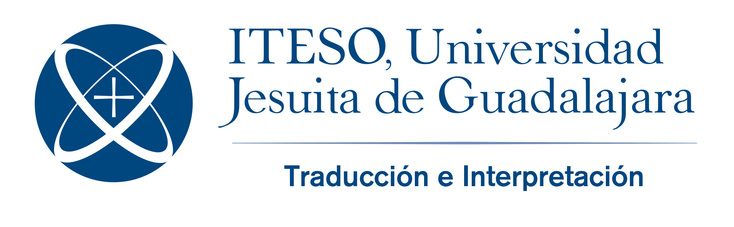 ITESO, Universidad
Jesuita de Guadalajara
Traducción e Interpretación